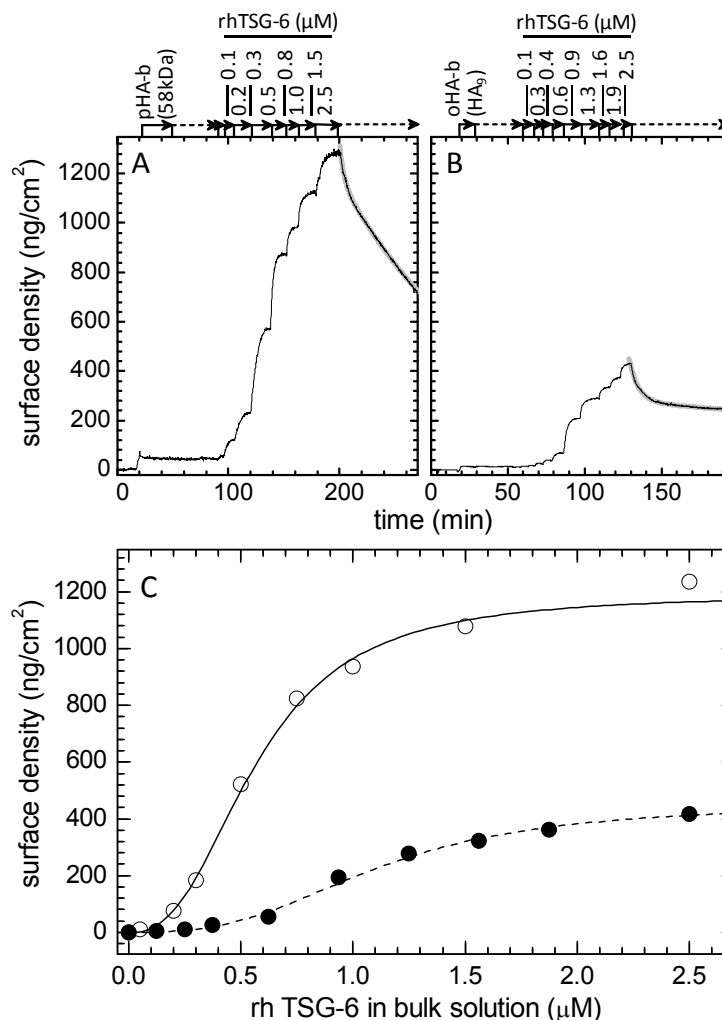 rhTSG-6 (μM)
pHA-b
(58kDa)
0.1
0.2
0.3
0.5
0.8
1.0
1.5
2.5
rhTSG-6 (μM)
oHA-b
(HA9)
0.1
0.3
0.4
0.6
0.9
1.3
1.6
1.9
2.5
A
B
surface density (ng/cm2)
1200
1000
800
600
400
200
0
0 100 200
0 50 100 150
time (min)
C
surface density (ng/cm2)
1200
1000
800
600
400
200
0
0.0 0.5 1.0 1.5 2.0 2.5
rh TSG-6 in bulk solution (μM)